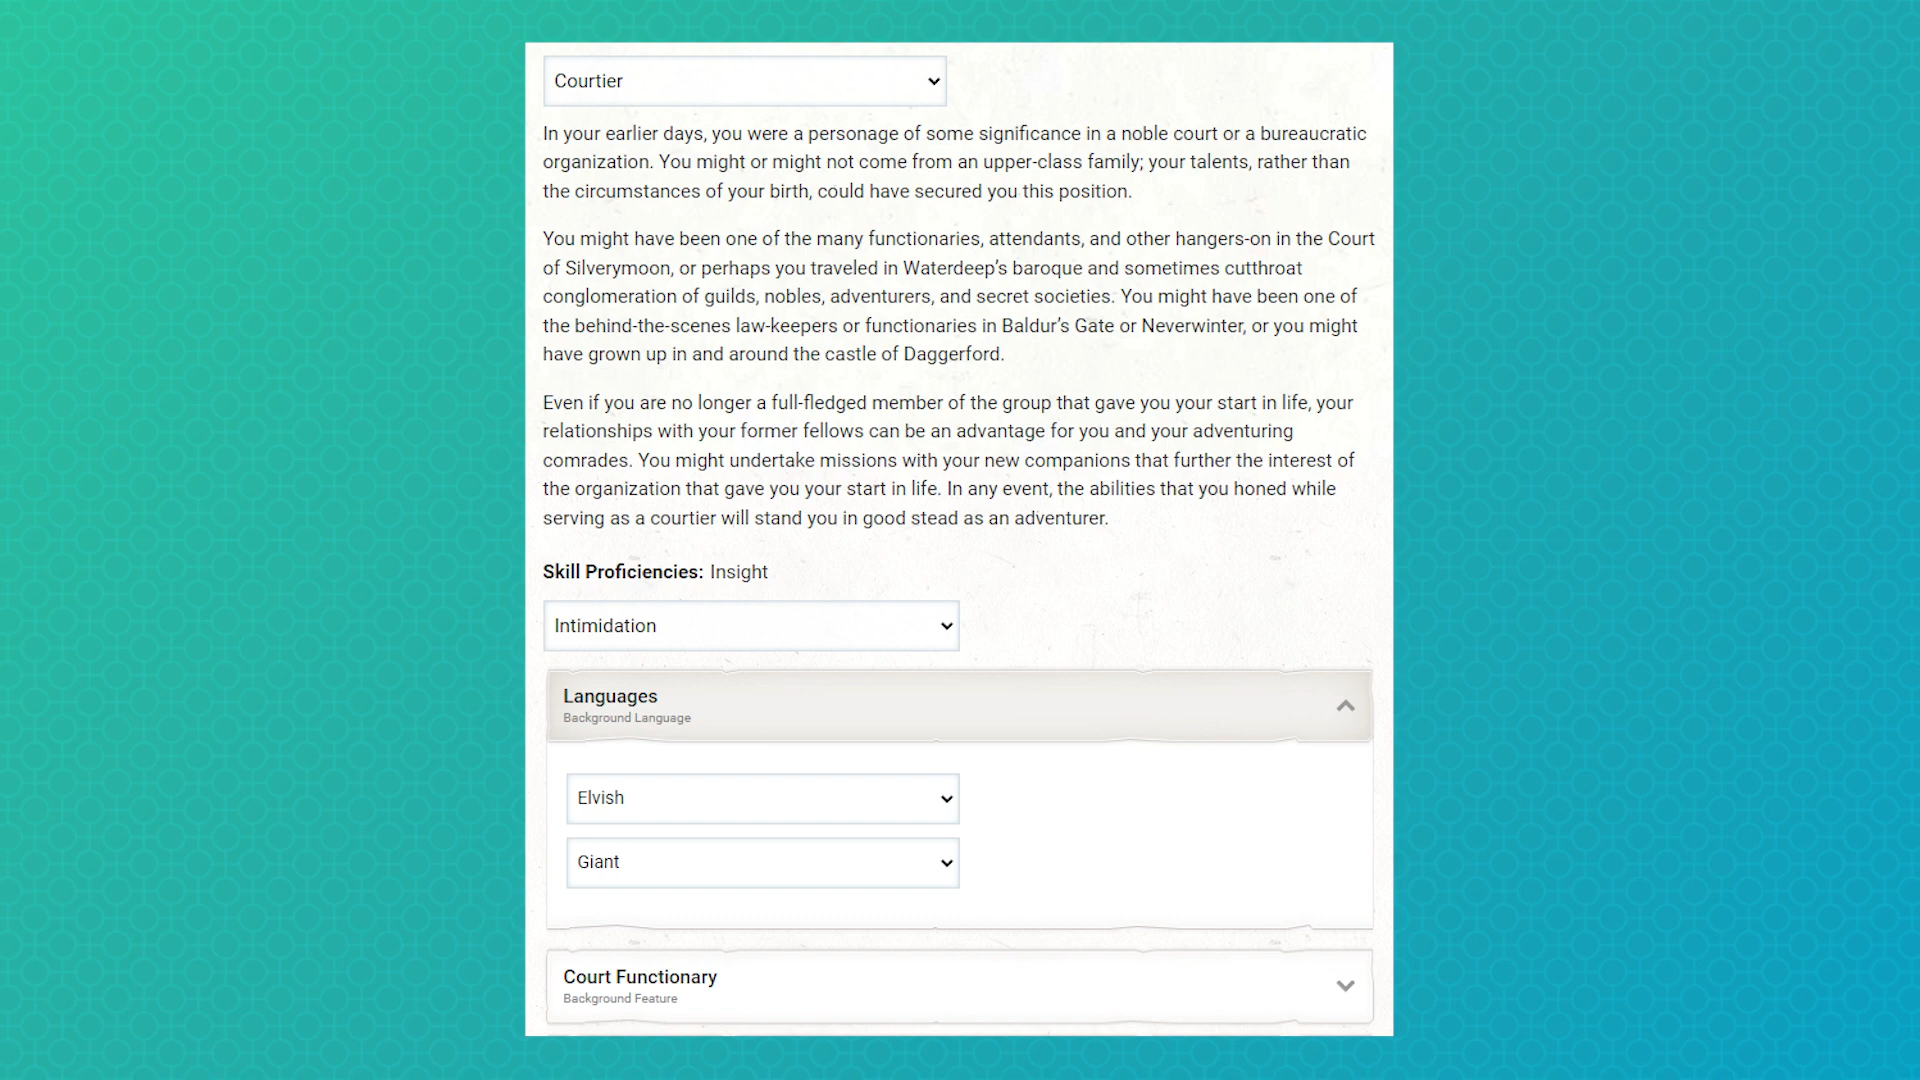 Courtier
In your earlier days, you were a personage of some significance in a noble court or a bureaucratic
organization. You might or might not come from an upper-class family; your talents, rather than
the circumstances of your birth, could have secured you this position.
You might have been one of the many functionaries, attendants, and other hangers-on in the Court
of Silverymoon, or perhaps you traveled in Waterdeep’s baroque and sometimes cutthroat
conglomeration of guilds, nobles, adventurers, and secret societies. You might have been one of
the behind-the-scenes law-keepers or functionaries in Baldur’s Gate or Neverwinter, or you might
have grown up in and around the castle of Daggerford.
Even if you are no longer a full-fledged member of the group that gave you your start in life, your
relationships with your former fellows can be an advantage for you and your adventuring
comrades. You might undertake missions with your new companions that further the interest of
the organization that gave you your start in life. In any event, the abilities that you honed while
serving as a courtier will stand you in good stead as an adventurer.
Skill Proficiencies: Insight
Intimidation
Languages
Background Language
Elvish
Giant
Court Functionary
Background Feature